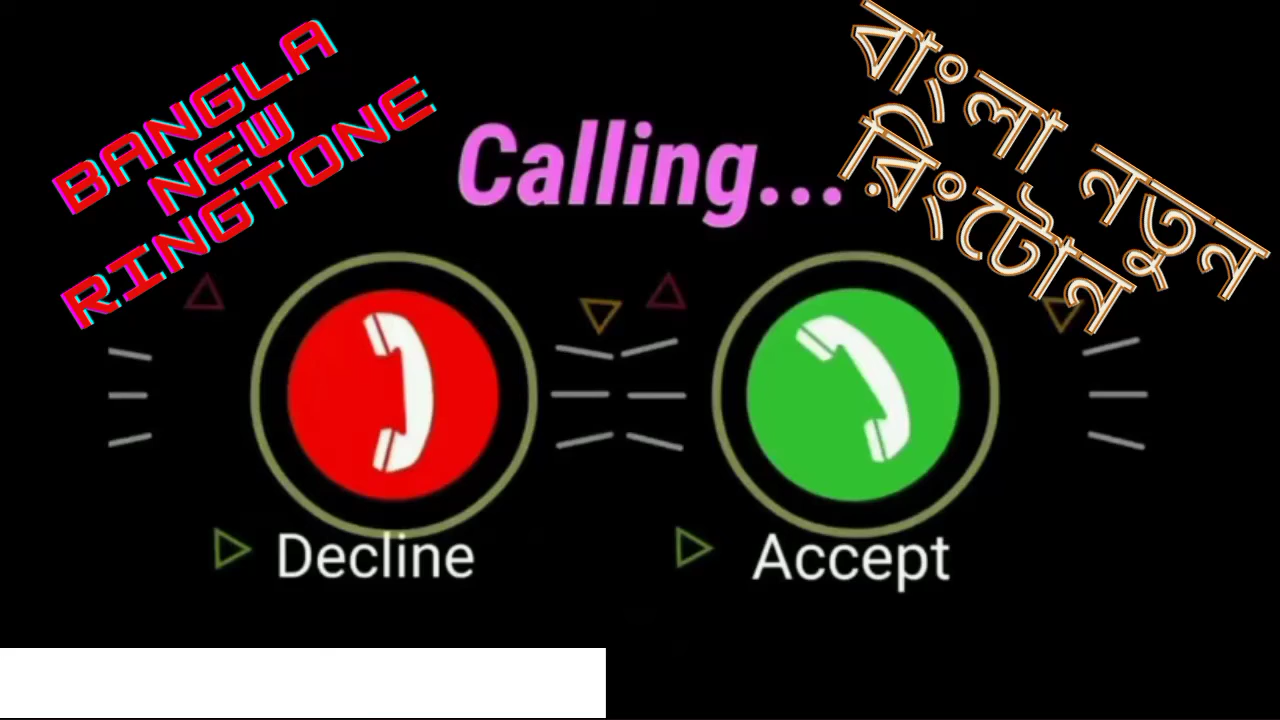 BANGLA
NEW
RINGTONE
Calling...
বাংলা নতুন
রিংটোন
Decline
Accept